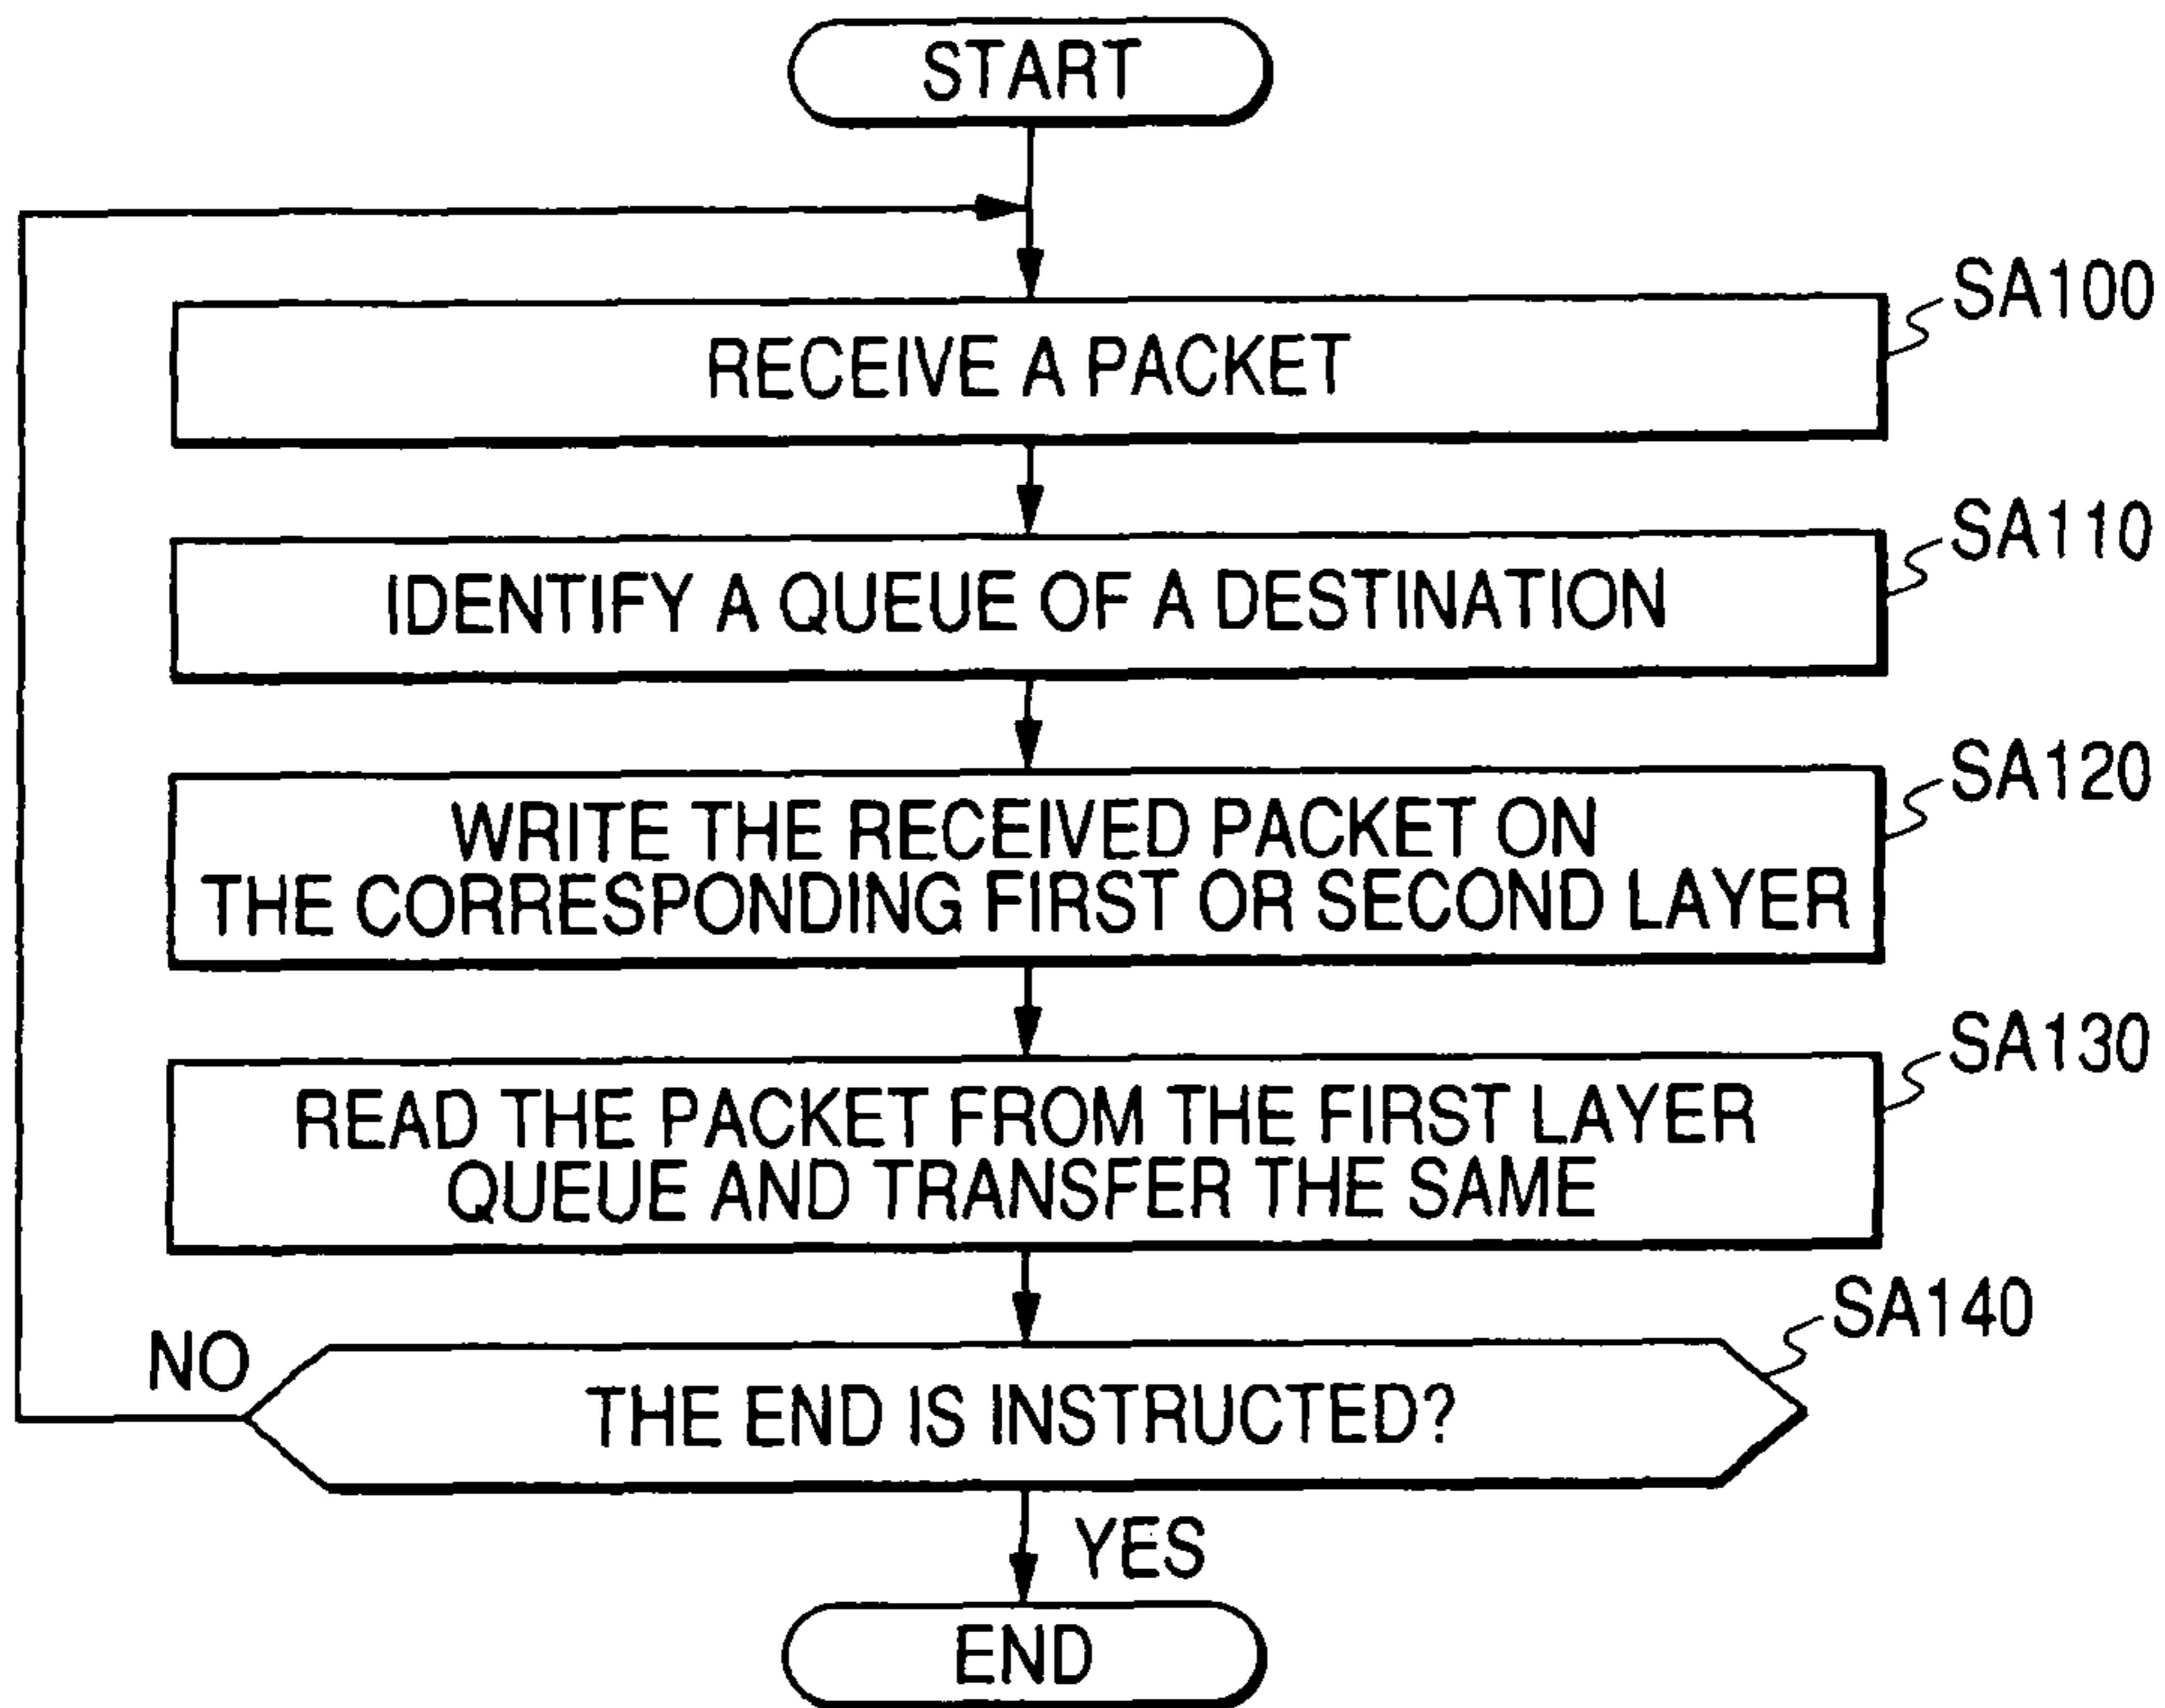 START
SA100
RECEIVE A PACKET
SA110
IDENTIFY A QUEUE OF A DESTINATION
SA120
WRITE THE RECEIVED PACKET ON
THE CORRESPONDING FIRST OR SECOND LAYER
SA130
READ THE PACKET FROM THE FIRST LAYER
QUEUE AND TRANSFER THE SAME
SA140
NO
THE END IS INSTRUCTED?
YES
END